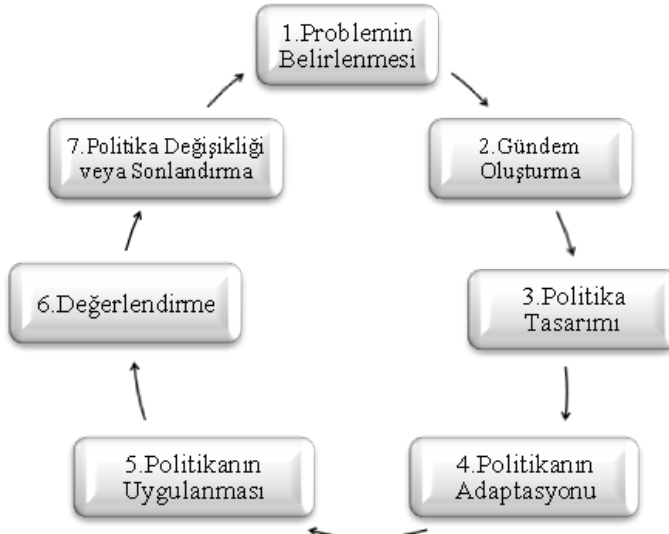 1.Problemin
Belirlenmesi
2.Gündem
Oluşturma
3.Politika
Tasarımı
4.Politikanın
Adaptasyonu
5.Politikanın
Uygulanması
6.Değerlendirme
7.Politika Değişikliği
veya Sonlandırma